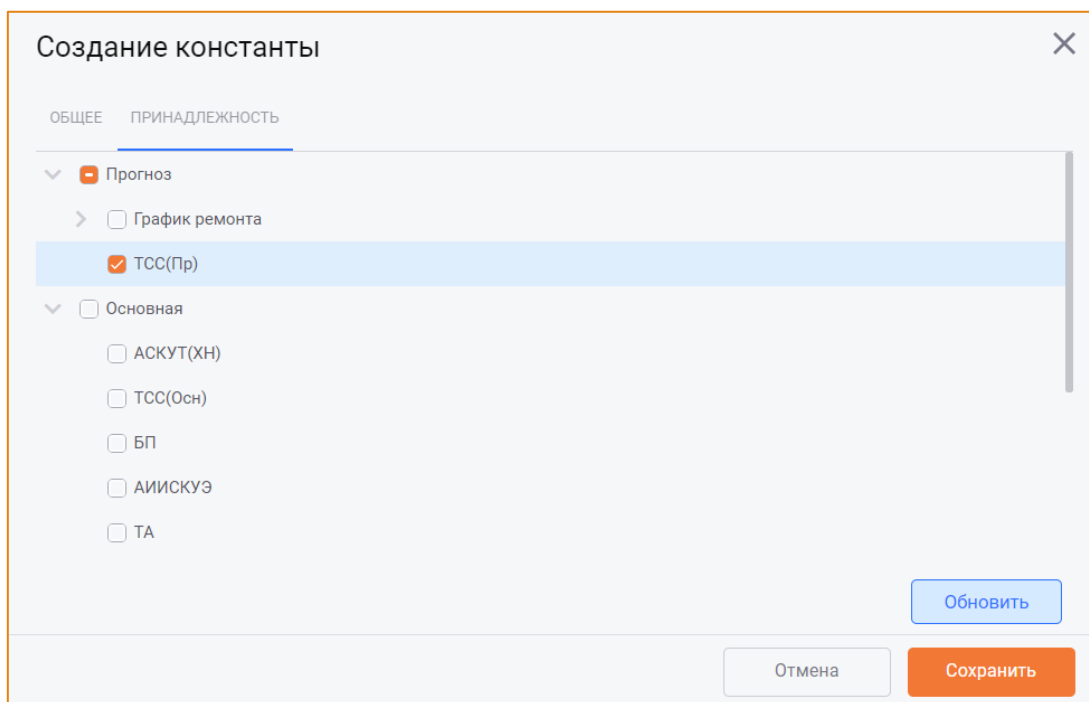 Создание константы
ОБЩЕЕ ПРИНАДЛЕЖНОСТЬ
Прогноз
График ремонта
ТСС(Пр)
Основная
АСКУТ(ХН)
ТСС(Осн)
БП
АИИСКУЭ
ТА
Обновить
Отмена Сохранить